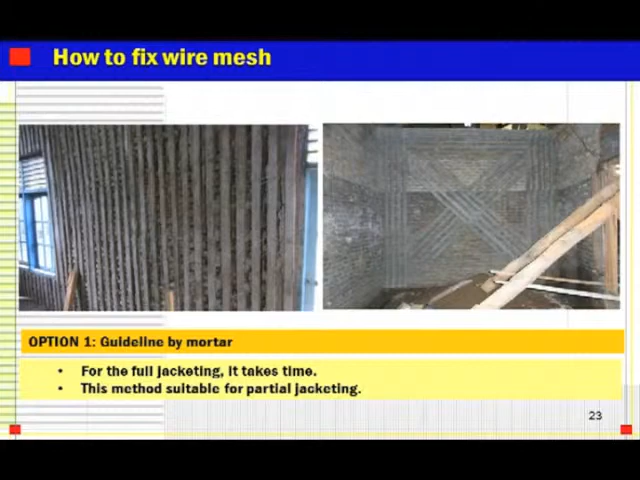 How to fix wire mesh
OPTION 1: Guideline by mortar
• For the full jacketing, it takes time.
• This method suitable for partial jacketing.
23